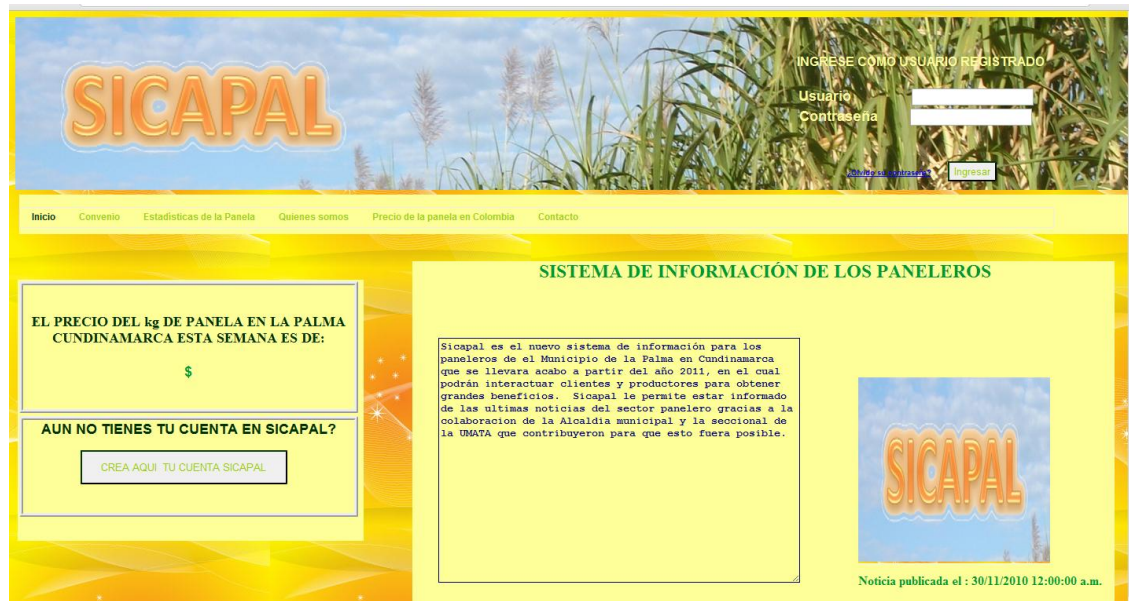 SICAPAL
INGRESE COMO USUARIO REGISTRADO
Usuario
Contraseña
¿Olvido su contraseña?
Ingresar
Inicio Convenio Estadísticas de la Panela Quienes somos Precio de la panela en Colombia Contacto
SISTEMA DE INFORMACIÓN DE LOS PANELEROS
EL PRECIO DEL kg DE PANELA EN LA PALMA
CUNDINAMARCA ESTA SEMANA ES DE:
$
AUN NO TIENES TU CUENTA EN SICAPAL?
CREA AQUI TU CUENTA SICAPAL
Sicapal es el nuevo sistema de información para los
paneleros de el Municipio de la Palma en Cundinamarca
que se llevara acabo a partir del año 2011, en el cual
podrán interactuar clientes y productores para obtener
grandes beneficios. Sicapal le permite estar informado
de las ultimas noticias del sector panelero gracias a la
colaboracion de la Alcaldia municipal y la seccional de
la UMATA que contribuyeron para que esto fuera posible.
SICAPAL
Noticia publicada el : 30/11/2010 12:00:00 a.m.